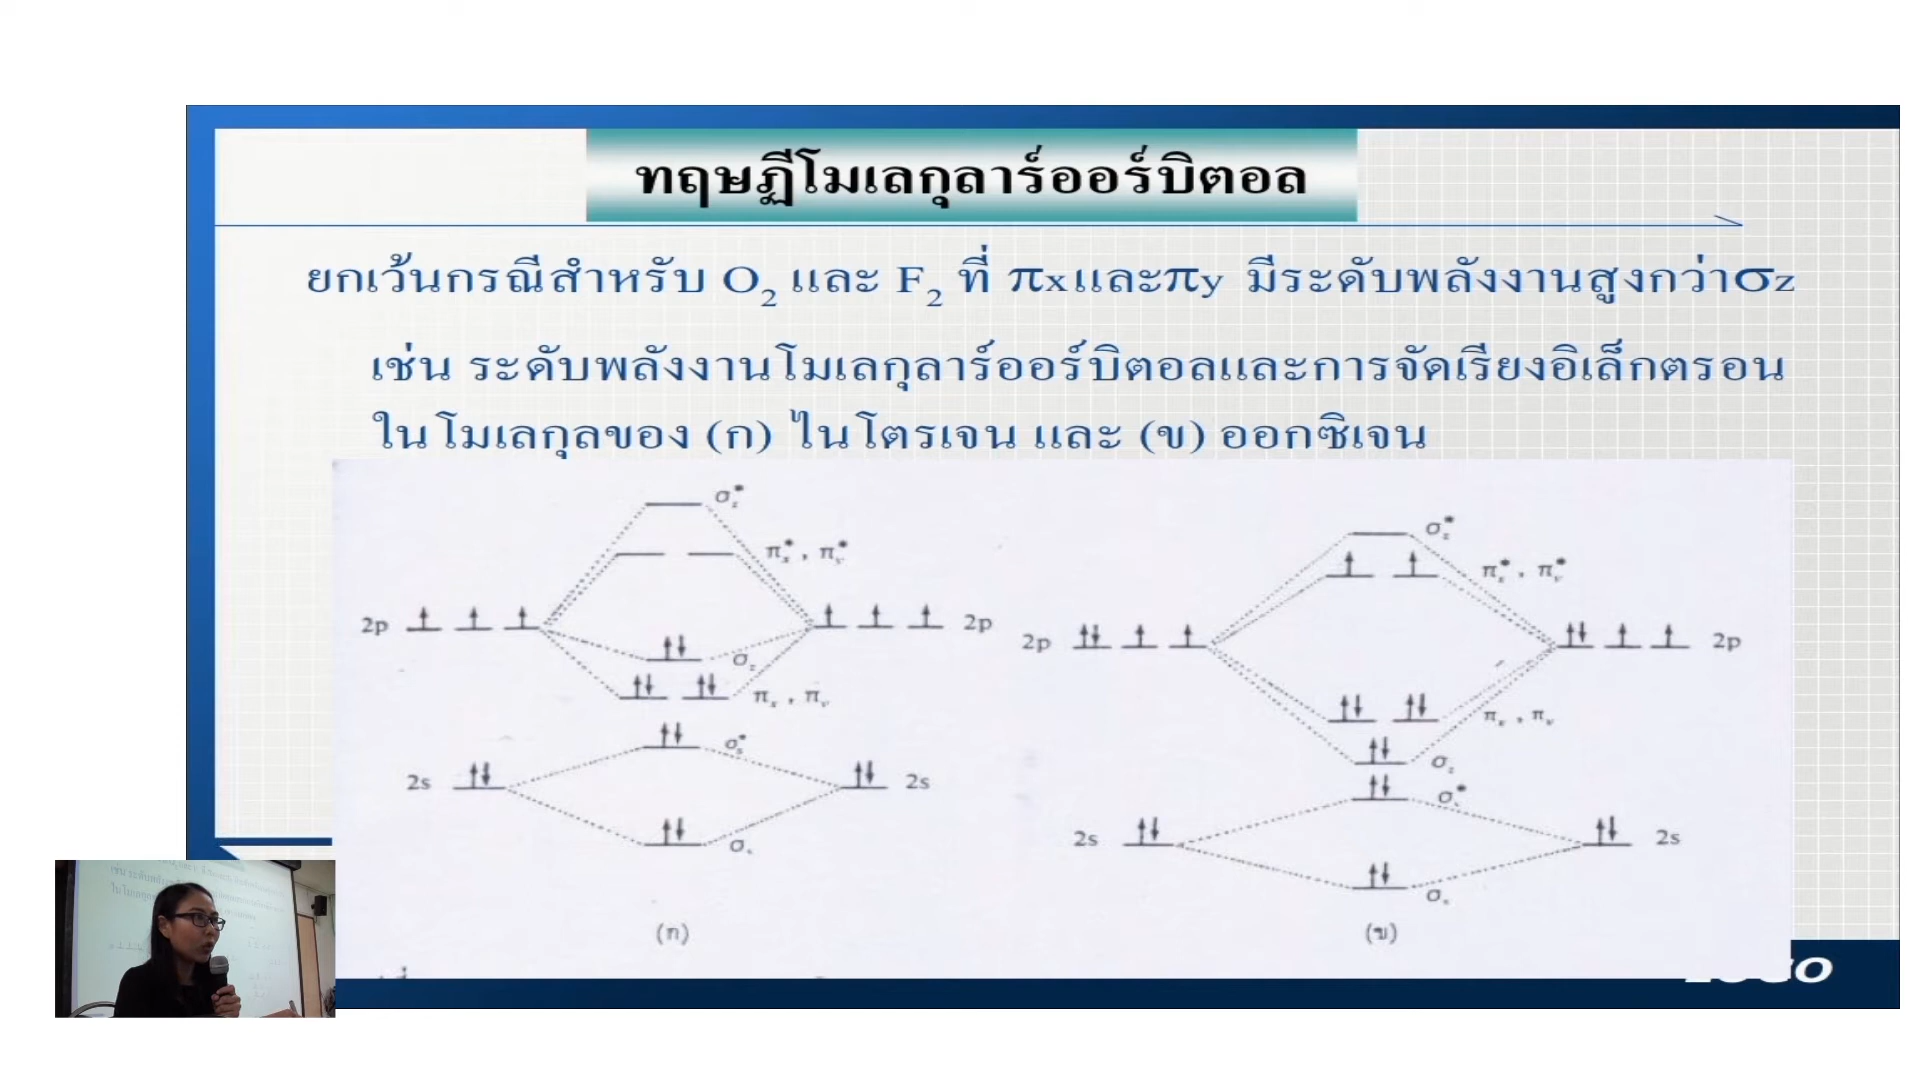 ทฤษฏีโมเลกุลาร์ออร์บิตอล
ยกเว้นกรณีสำหรับ O2 และ F2 ที่ πxและπy มีระดับพลังงานสูงกว่าσz
เช่น ระดับพลังงานโมเลกุลาร์ออร์บิตอลและการจัดเรียงอิเล็กตรอน
ในโมเลกุลของ (ก) ไนโตรเจน และ (ข) ออกซิเจน
σz*
πx* , πy*
2p
2p
σz
πx , πy
σs*
2s
2s
σs
(ก)
σz*
πx* , πy*
2p
2p
πx , πy
σz
σs*
2s
2s
σs
(ข)